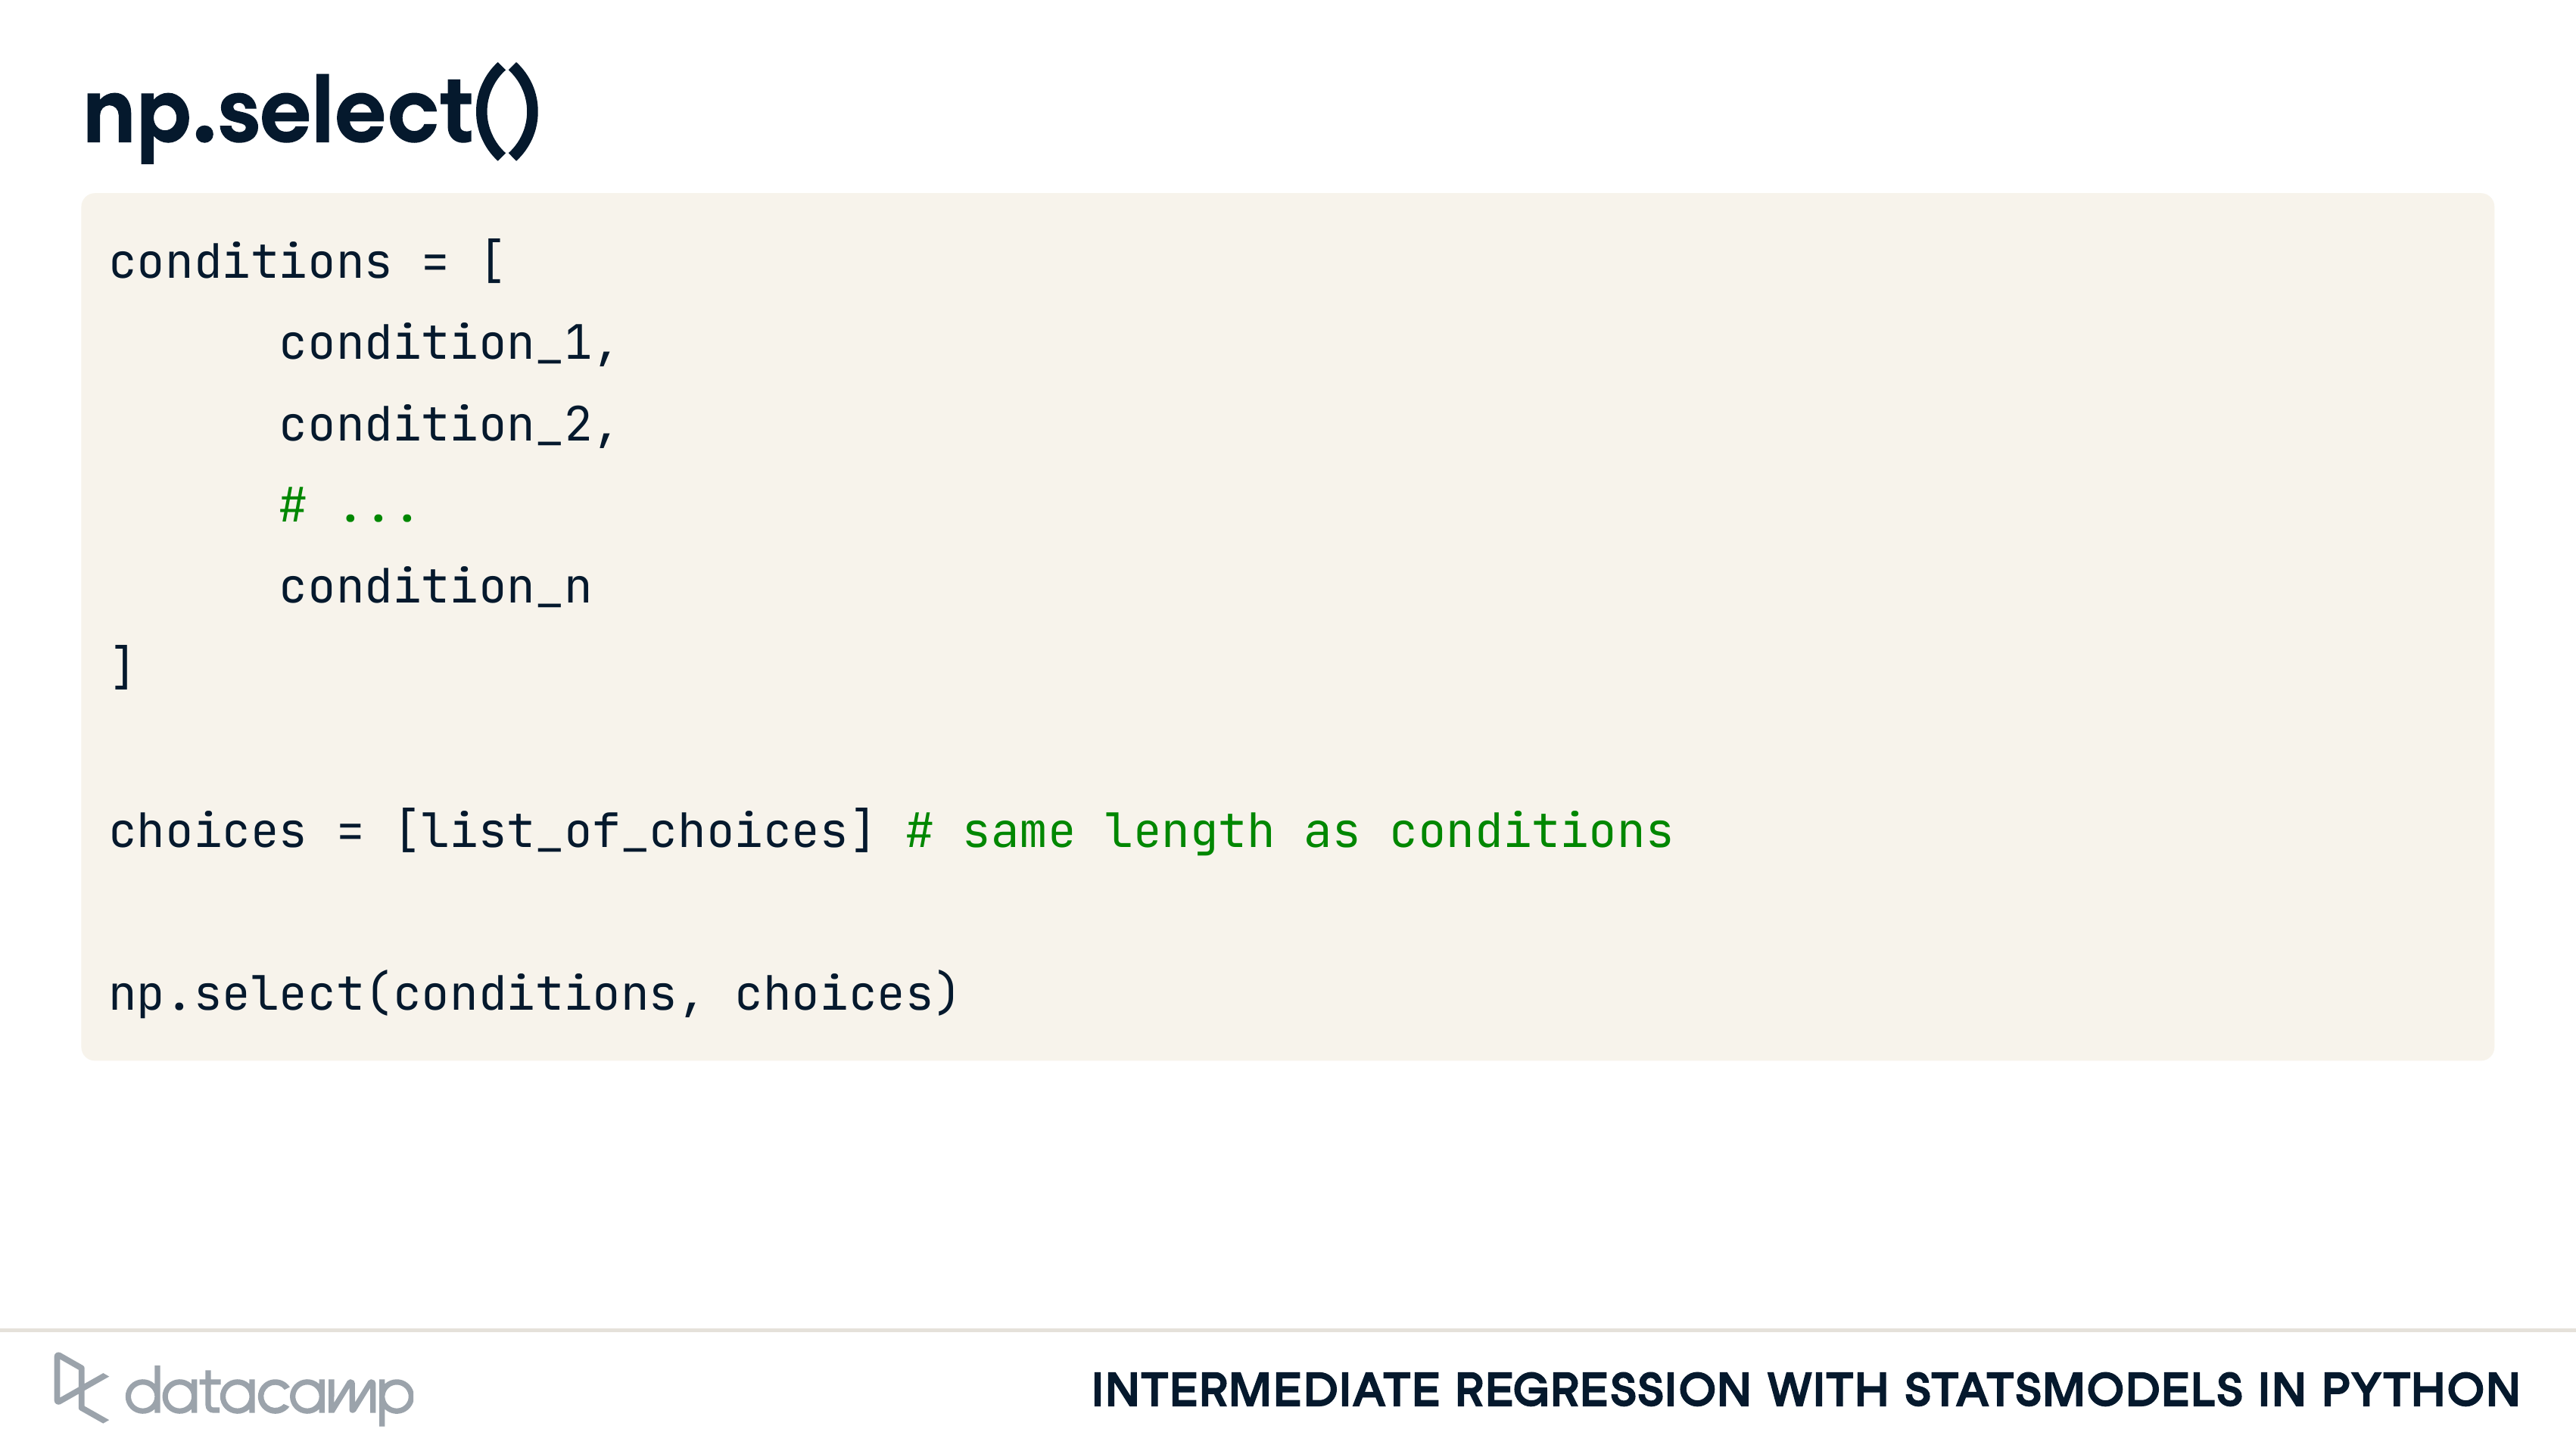 np.select()
conditions = [
      condition_1,
      condition_2,
      # ...
      condition_n
]
choices = [list_of_choices] # same length as conditions
np.select(conditions, choices)
datacamp
INTERMEDIATE REGRESSION WITH STATSMODELS IN PYTHON